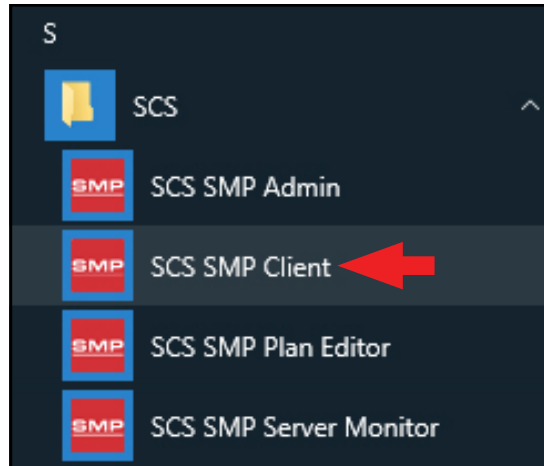 S
SCS
SMP SCS SMP Admin
SMP SCS SMP Client
SMP SCS SMP Plan Editor
SMP SCS SMP Server Monitor